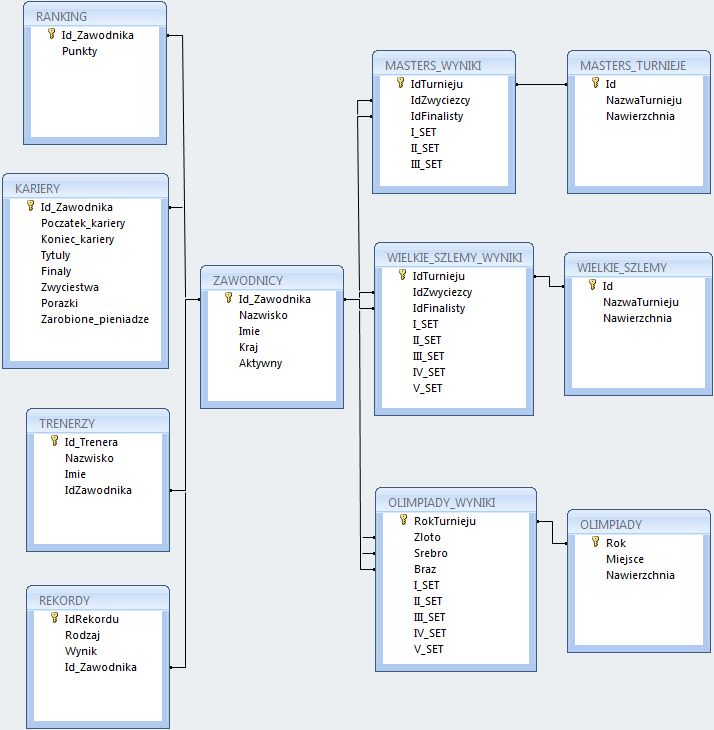 RANKING
Id_Zawodnika
Punkty
KARIERY
Id_Zawodnika
Poczatek_kariery
Koniec_kariery
Tytuly
Finaly
Zwyciestwa
Porazki
Zarobione_pieniadze
TRENERZY
Id_Trenera
Nazwisko
Imie
IdZawodnika
REKORDY
IdRekordu
Rodzaj
Wynik
Id_Zawodnika
ZAWODNICY
Id_Zawodnika
Nazwisko
Imie
Kraj
Aktywny
MASTERS_WYNIKI
IdTurnieju
IdZwyciezcy
IdFinalisty
I_SET
II_SET
III_SET
MASTERS_TURNIEJE
Id
NazwaTurnieju
Nawierzchnia
WIELKIE_SZLEMY_WYNIKI
IdTurnieju
IdZwyciezcy
IdFinalisty
I_SET
II_SET
III_SET
IV_SET
V_SET
WIELKIE_SZLEMY
Id
NazwaTurnieju
Nawierzchnia
OLIMPIADY_WYNIKI
RokTurnieju
Zloto
Srebro
Braz
I_SET
II_SET
III_SET
IV_SET
V_SET
OLIMPIADY
Rok
Miejsce
Nawierzchnia